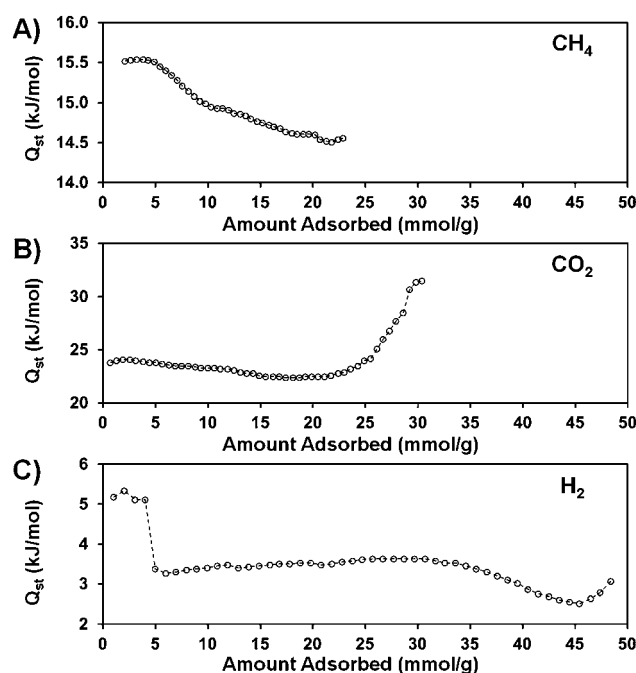 A)
CH4
Qst (kJ/mol)
16.0
15.5
15.0
14.5
14.0
0 5 10 15 20 25 30 35 40 45 50
Amount Adsorbed (mmol/g)
B)
CO2
Qst (kJ/mol)
35
31
27
23
20
0 5 10 15 20 25 30 35 40 45 50
Amount Adsorbed (mmol/g)
C)
H2
Qst (kJ/mol)
6
5
4
3
2
0 5 10 15 20 25 30 35 40 45 50
Amount Adsorbed (mmol/g)